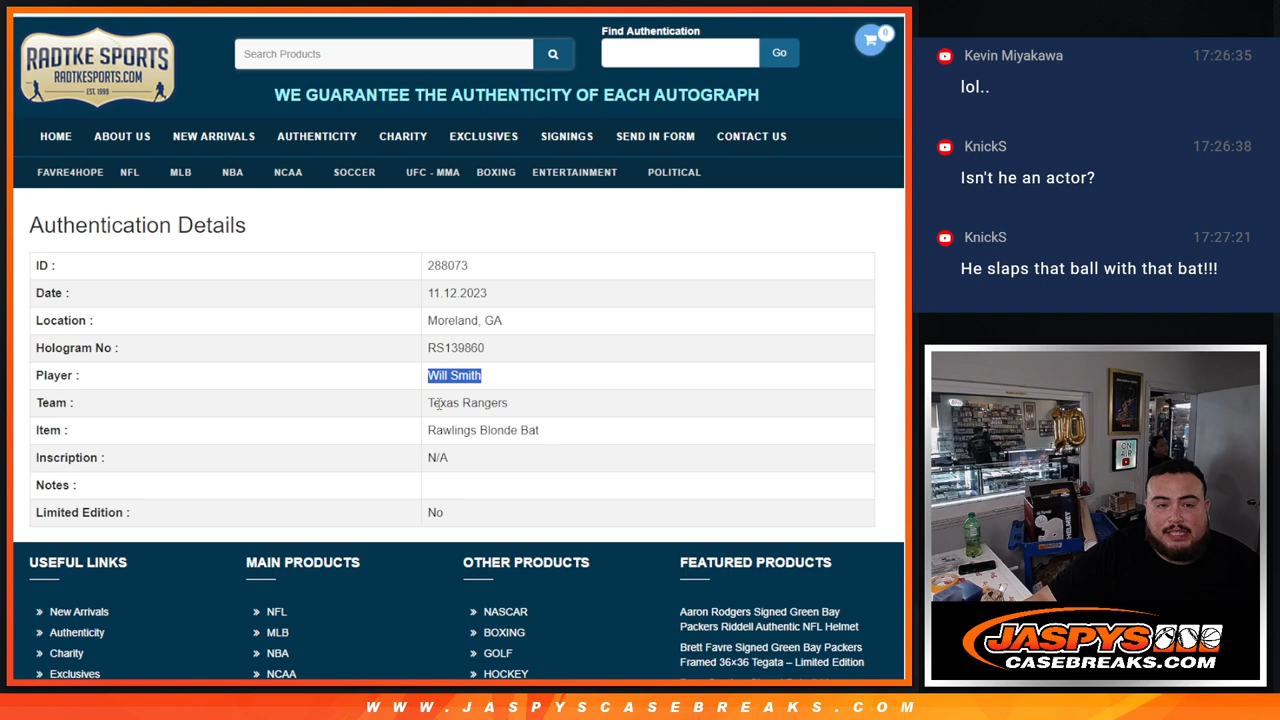 RADTKE SPORTS
RADTKESPORTS.COM
EST. 1999
Search Products
Find Authentication
Go
0
WE GUARANTEE THE AUTHENTICITY OF EACH AUTOGRAPH
HOME ABOUT US NEW ARRIVALS AUTHENTICITY CHARITY EXCLUSIVES SIGNINGS SEND IN FORM CONTACT US
FAVRE4HOPE NFL MLB NBA NCAA SOCCER UFC - MMA BOXING ENTERTAINMENT POLITICAL
Authentication Details
ID : 288073
Date : 11.12.2023
Location : Moreland, GA
Hologram No : RS139860
Player : Will Smith
Team : Texas Rangers
Item : Rawlings Blonde Bat
Inscription : N/A
Notes :
Limited Edition : No
USEFUL LINKS MAIN PRODUCTS OTHER PRODUCTS FEATURED PRODUCTS
New Arrivals NFL NASCAR Aaron Rodgers Signed Green Bay
Packers Riddell Authentic NFL Helmet
Authenticity MLB BOXING
Charity NBA GOLF Brett Favre Signed Green Bay Packers
Framed 36×36 Tegata – Limited Edition
Exclusives NCAA HOCKEY
Kevin Miyakawa 17:26:35
lol..
KnickS 17:26:38
Isn't he an actor?
KnickS 17:27:21
He slaps that ball with that bat!!!
10
ON
AIR
HELMET
JASPYS
CASEBREAKS.COM
WWW.JASPYSCASEBREAKS.COM